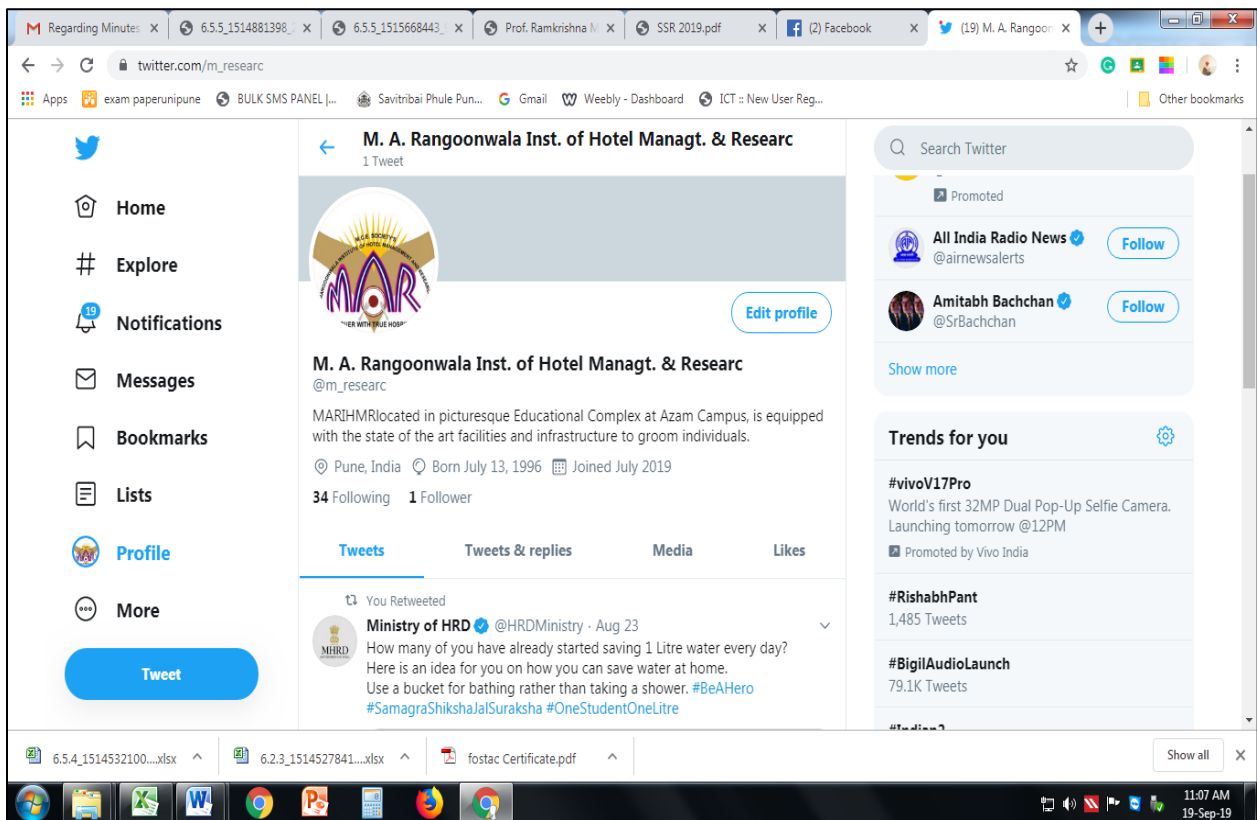 Regarding Minutes
6.5.5_1514881398_
6.5.5_1515668443_
Prof. Ramkrishna M
SSR 2019.pdf
(2) Facebook
(19) M. A. Rangoon
twitter.com/m_researc
Apps
exam paperunipune
BULK SMS PANEL |...
Savitribai Phule Pun...
Gmail
Weebly - Dashboard
ICT :: New User Reg...
Other bookmarks
Home
Explore
19
Notifications
Messages
Bookmarks
Lists
Profile
More
Tweet
M. A. Rangoonwala Inst. of Hotel Managt. & Researc
1 Tweet
M.C.E. SOCIETY'S
MAR
Edit profile
M. A. Rangoonwala Inst. of Hotel Managt. & Researc
@m_researc
MARIHMRlocated in picturesque Educational Complex at Azam Campus, is equipped
with the state of the art facilities and infrastructure to groom individuals.
Pune, India Born July 13, 1996 Joined July 2019
34 Following 1 Follower
Tweets Tweets & replies Media Likes
You Retweeted
Ministry of HRD @HRDMinistry · Aug 23
MHRD
How many of you have already started saving 1 Litre water every day?
Here is an idea for you on how you can save water at home.
Use a bucket for bathing rather than taking a shower. #BeAHero
#SamagraShikshaJalSuraksha #OneStudentOneLitre
Search Twitter
Promoted
All India Radio News
@airnewsalerts
Follow
Amitabh Bachchan
@SrBachchan
Follow
Show more
Trends for you
#vivoV17Pro
World's first 32MP Dual Pop-Up Selfie Camera.
Launching tomorrow @12PM
Promoted by Vivo India
#RishabhPant
1,485 Tweets
#BigilAudioLaunch
79.1K Tweets
#Indian2
6.5.4_1514532100....xlsx
6.2.3_1514527841....xlsx
fostac Certificate.pdf
Show all
11:07 AM
19-Sep-19